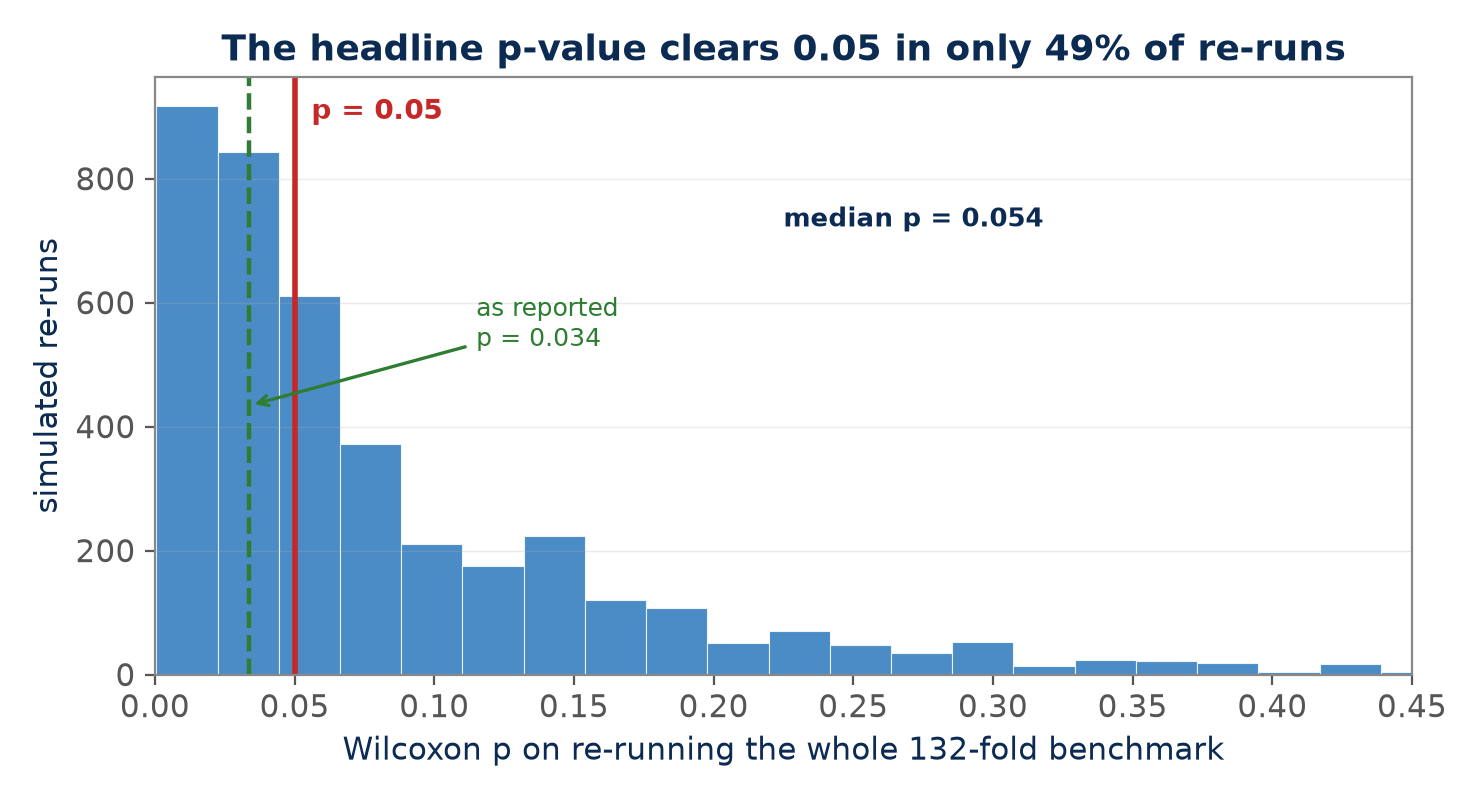 The headline p-value clears 0.05 in only 49% of re-runs
p = 0.05
median p = 0.054
as reported
p = 0.034
simulated re-runs
800
600
400
200
0
0.00 0.05 0.10 0.15 0.20 0.25 0.30 0.35 0.40 0.45
Wilcoxon p on re-running the whole 132-fold benchmark